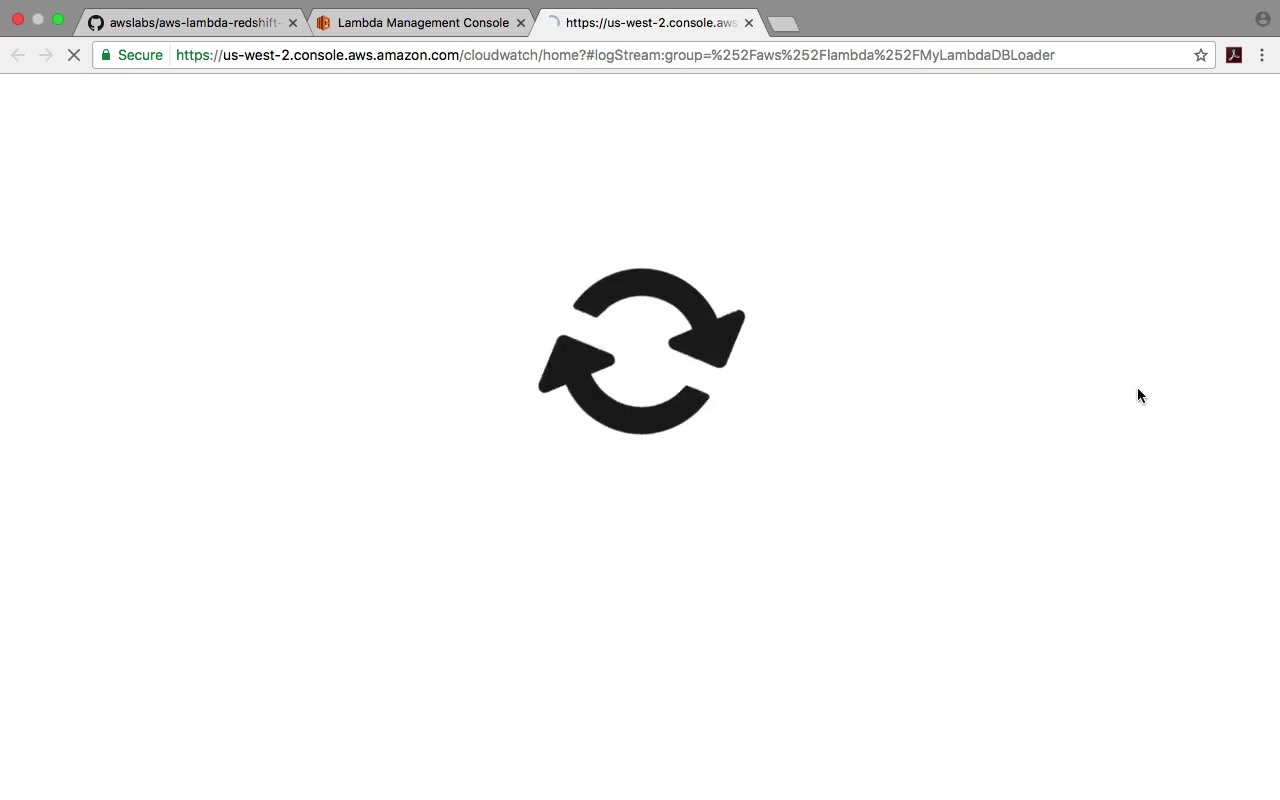 awslabs/aws-lambda-redshift-
Lambda Management Console
https://us-west-2.console.aws
Secure
https://us-west-2.console.aws.amazon.com/cloudwatch/home?#logStream:group=%252Faws%252Flambda%252FMyLambdaDBLoader